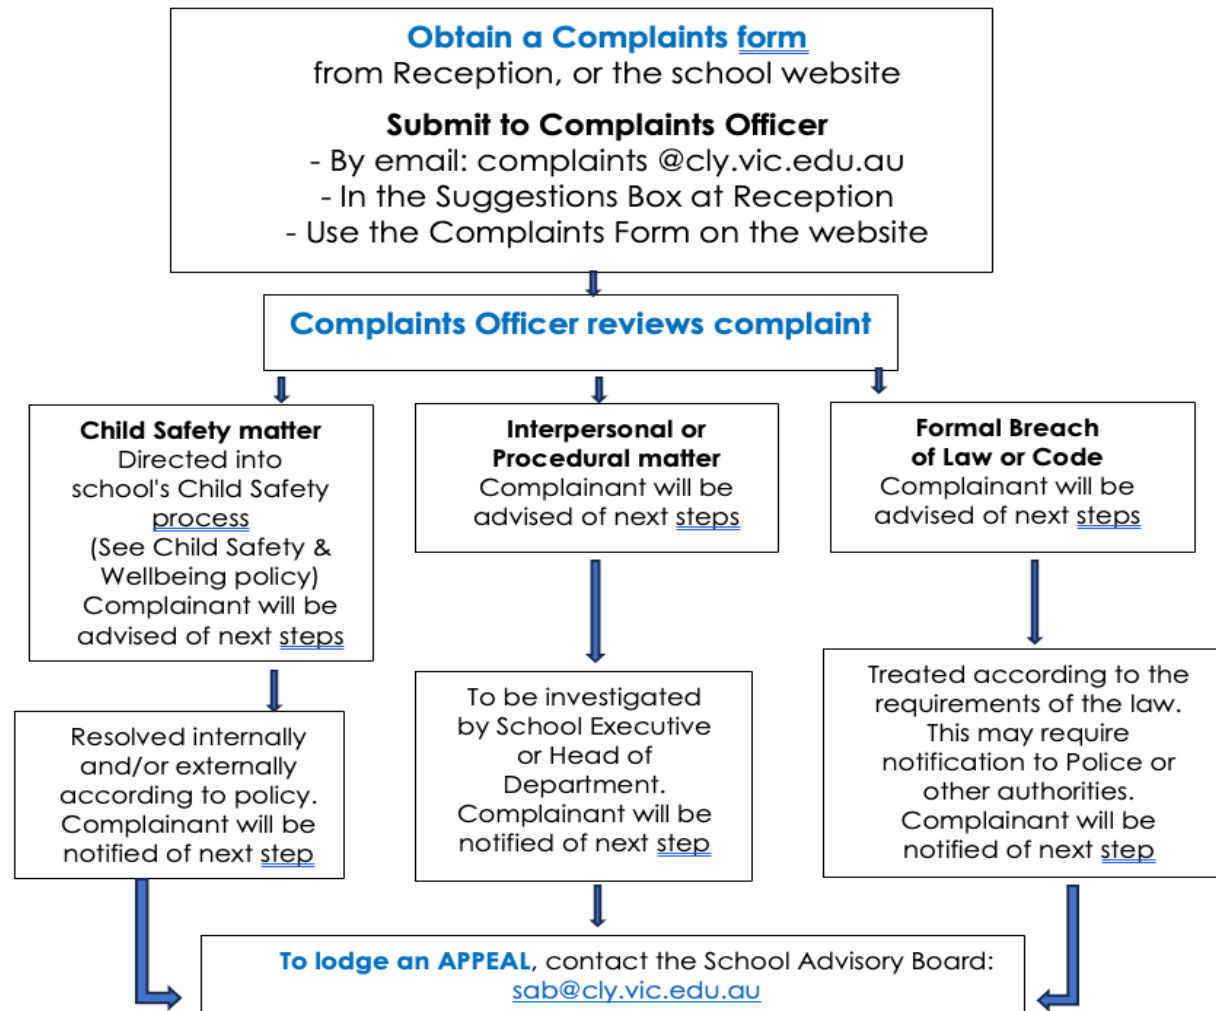 Obtain a Complaints form
from Reception, or the school website
Submit to Complaints Officer
- By email: complaints @cly.vic.edu.au
- In the Suggestions Box at Reception
- Use the Complaints Form on the website
Complaints Officer reviews complaint
Child Safety matter
Directed into
school's Child Safety
process
(See Child Safety &
Wellbeing policy)
Complainant will be
advised of next steps
Interpersonal or
Procedural matter
Complainant will be
advised of next steps
Formal Breach
of Law or Code
Complainant will be
advised of next steps
Resolved internally
and/or externally
according to policy.
Complainant will be
notified of next step
To be investigated
by School Executive
or Head of
Department.
Complainant will be
notified of next step
Treated according to the
requirements of the law.
This may require
notification to Police or
other authorities.
Complainant will be
notified of next step
To lodge an APPEAL, contact the School Advisory Board:
sab@cly.vic.edu.au